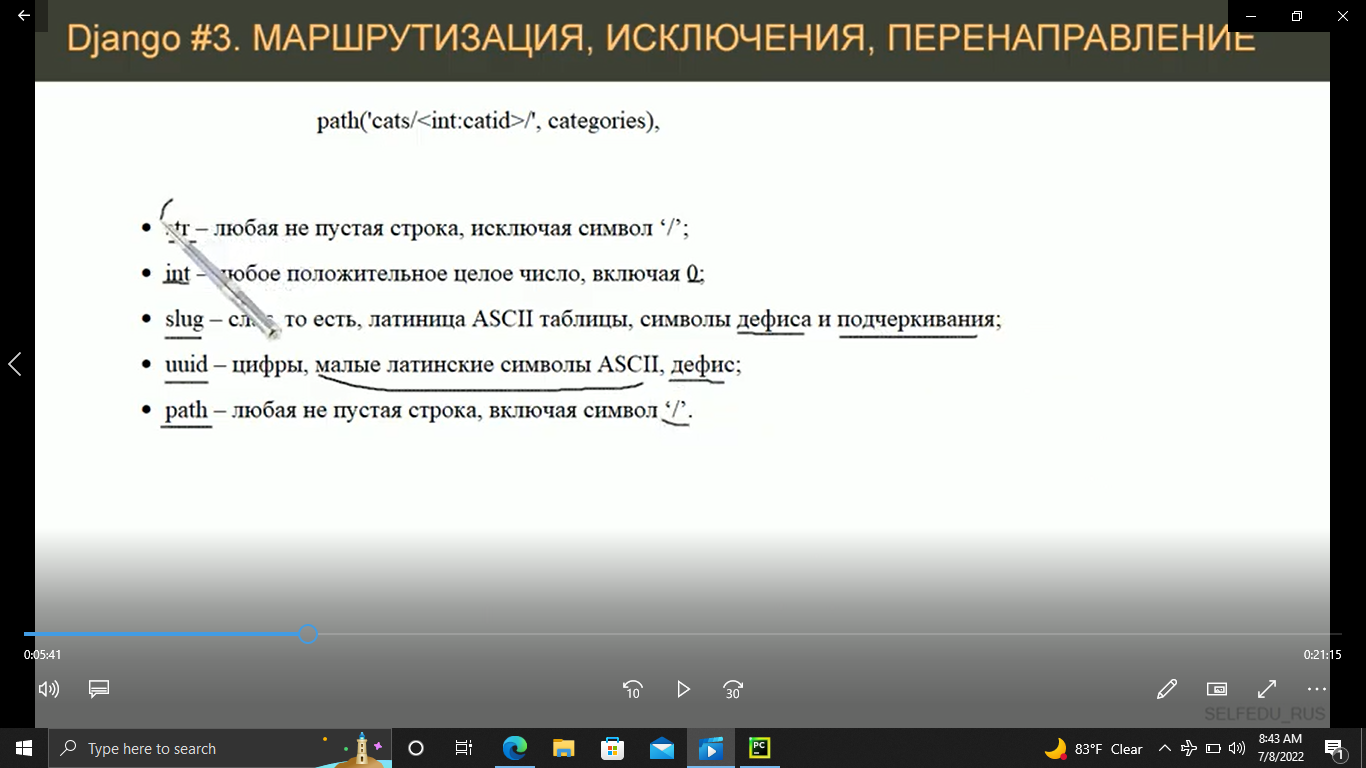 Django #3. МАРШРУТИЗАЦИЯ, ИСКЛЮЧЕНИЯ, ПЕРЕНАПРАВЛЕНИЕ
path('cats/<int:catid>/', categories),
• str – любая не пустая строка, исключая символ ‘/’;
• int – любое положительное целое число, включая 0;
• slug – то есть, латиница ASCII таблицы, символы дефиса и подчеркивания;
• uuid – цифры, малые латинские символы ASCII, дефис;
• path – любая не пустая строка, включая символ ‘/’.
0:05:41
0:21:15
10
30
SELFEDU_RUS
Type here to search
PC
83°F Clear
8:43 AM
7/8/2022
1